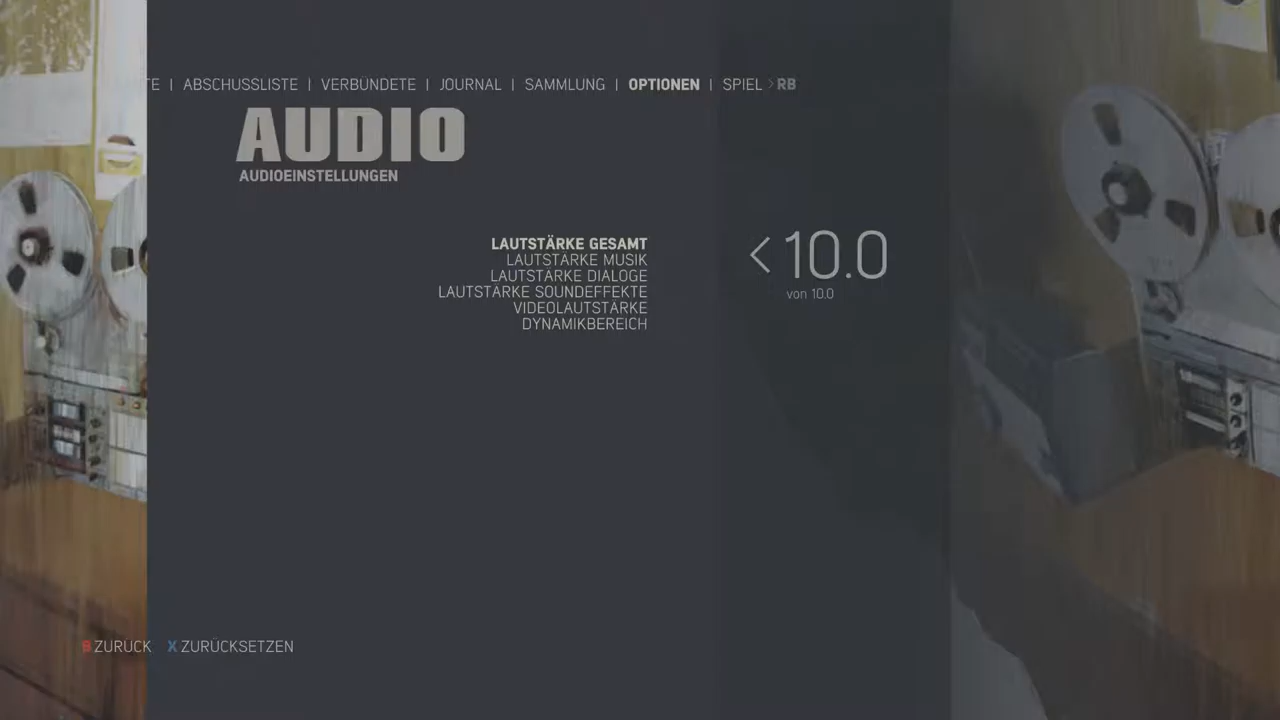 TE | ABSCHUSSLISTE | VERBÜNDETE | JOURNAL | SAMMLUNG | OPTIONEN | SPIEL > RB
AUDIO
AUDIOEINSTELLUNGEN
LAUTSTÄRKE GESAMT
LAUTSTÄRKE MUSIK
LAUTSTÄRKE DIALOGE
LAUTSTÄRKE SOUNDEFFEKTE
VIDEOLAUTSTÄRKE
DYNAMIKBEREICH
< 10.0
von 10.0
B ZURÜCK X ZURÜCKSETZEN